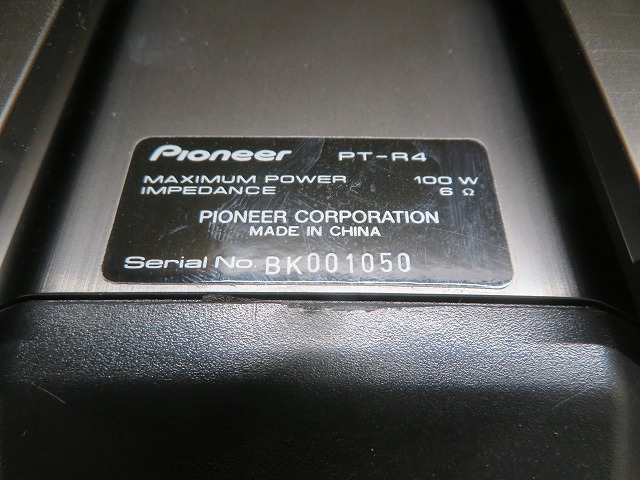 Pioneer PT-R4
MAXIMUM POWER 100 W
IMPEDANCE 6 Ω
PIONEER CORPORATION
MADE IN CHINA
Serial No. BK001050